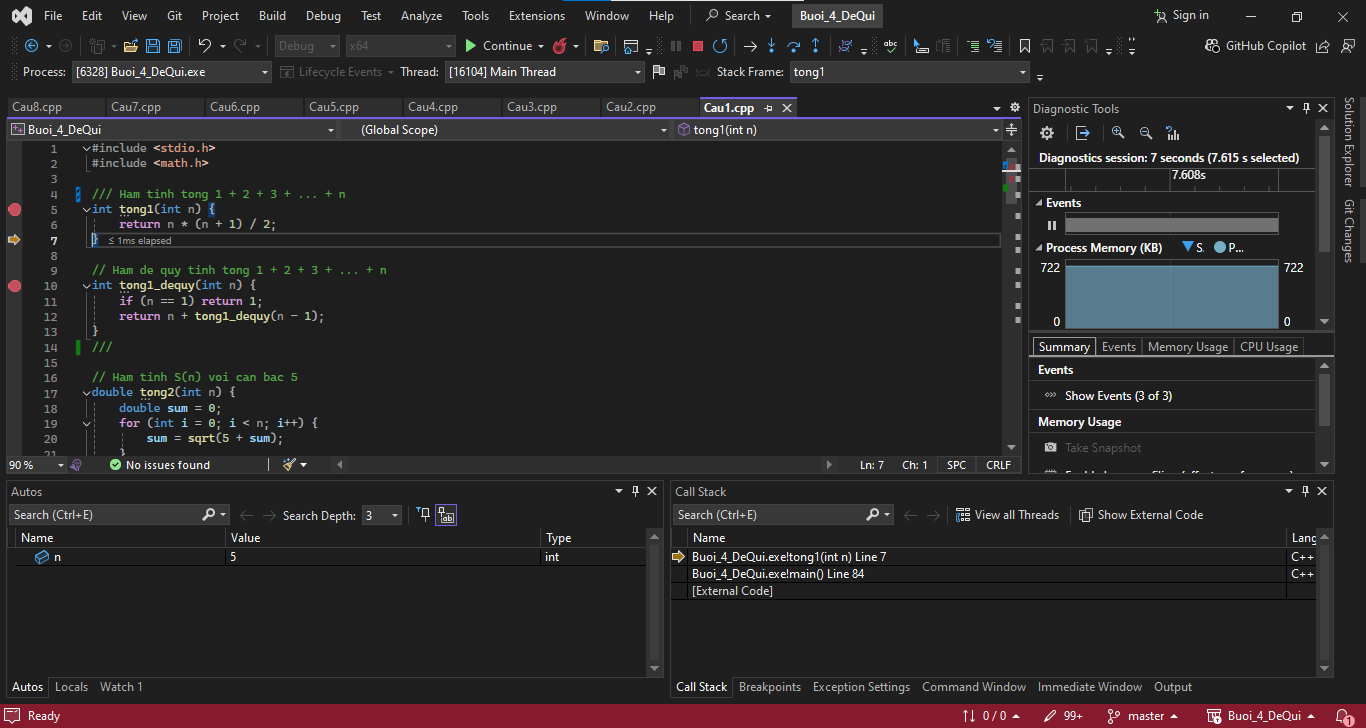 File Edit View Git Project Build Debug Test Analyze Tools Extensions Window Help Search Buoi_4_DeQui Sign in
Debug x64 Continue GitHub Copilot
Process: [6328] Buoi_4_DeQui.exe Lifecycle Events Thread: [16104] Main Thread Stack Frame: tong1
Cau8.cpp Cau7.cpp Cau6.cpp Cau5.cpp Cau4.cpp Cau3.cpp Cau2.cpp Cau1.cpp
Buoi_4_DeQui (Global Scope) tong1(int n)
1 #include <stdio.h>
2 #include <math.h>
3
4 /// Ham tinh tong 1 + 2 + 3 + ... + n
5 int tong1(int n) {
6 return n * (n + 1) / 2;
7 } ≤ 1ms elapsed
8
9 // Ham de quy tinh tong 1 + 2 + 3 + ... + n
10 int tong1_dequy(int n) {
11 if (n == 1) return 1;
12 return n + tong1_dequy(n - 1);
13 }
14 ///
15
16 // Ham tinh S(n) voi can bac 5
17 double tong2(int n) {
18 double sum = 0;
19 for (int i = 0; i < n; i++) {
20 sum = sqrt(5 + sum);
21 }
90 % No issues found Ln: 7 Ch: 1 SPC CRLF
Diagnostic Tools
Diagnostics session: 7 seconds (7.615 s selected)
7.608s
Events
Process Memory (KB) S. P...
722 722
0 0
Summary Events Memory Usage CPU Usage
Events
Show Events (3 of 3)
Memory Usage
Take Snapshot
Solution Explorer
Git Changes
Autos
Search (Ctrl+E) Search Depth: 3
Name Value Type
n 5 int
Autos Locals Watch 1
Call Stack
Search (Ctrl+E) View all Threads Show External Code
Name Lang
Buoi_4_DeQui.exe!tong1(int n) Line 7 C++
Buoi_4_DeQui.exe!main() Line 84 C++
[External Code]
Call Stack Breakpoints Exception Settings Command Window Immediate Window Output
Ready 0 / 0 99+ master Buoi_4_DeQui 1